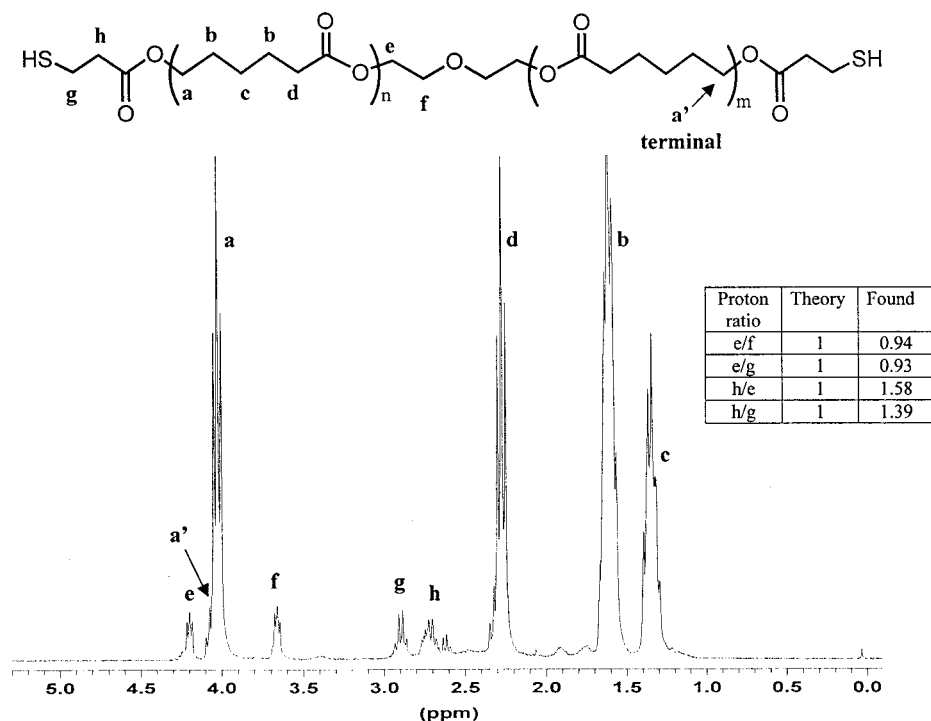 O O
h b b e O O
HS O O O O O SH
g O a c d n f m O
a'
terminal
a
d b
Proton ratio Theory Found
e/f 1 0.94
e/g 1 0.93
h/e 1 1.58
h/g 1 1.39
c
a'
e f g h
5.0 4.5 4.0 3.5 3.0 2.5 2.0 1.5 1.0 0.5 0.0
(ppm)